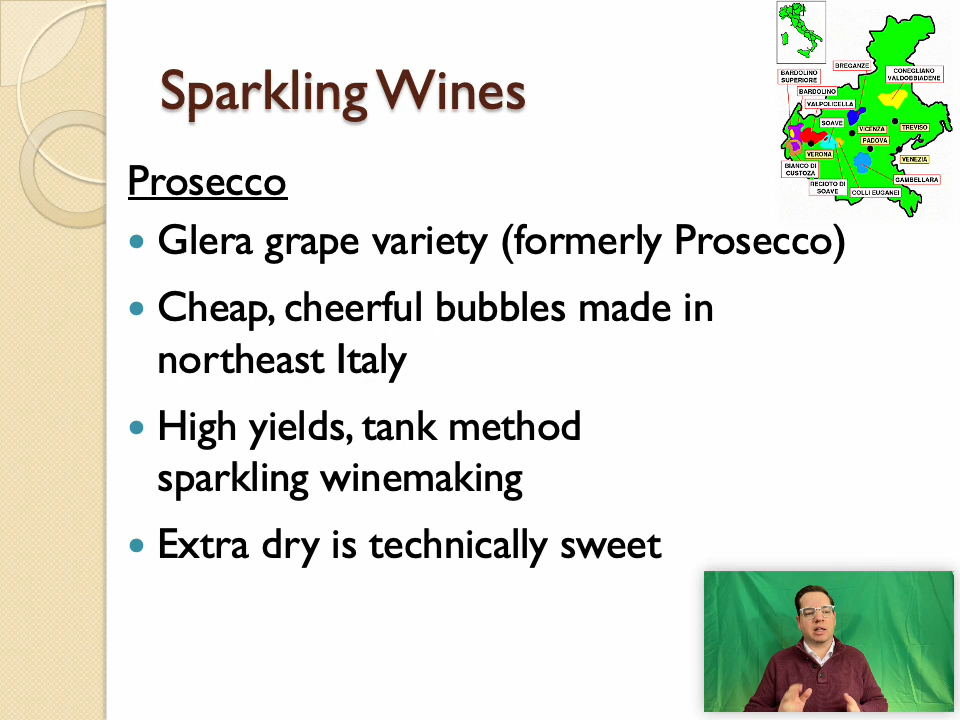 Sparkling Wines
BREGANZE
CONEGLIANO
VALDOBBIADENE
BARDOLINO
SUPERIORE
BARDOLINO
VALPOLICELLA
SOAVE
VICENZA
TREVISO
PADOVA
VERONA
VENEZIA
BIANCO DI
CUSTOZA
GAMBELLARA
RECIOTO DI
SOAVE
COLLI EUGANEI
Prosecco
• Glera grape variety (formerly Prosecco)
• Cheap, cheerful bubbles made in
northeast Italy
• High yields, tank method
sparkling winemaking
• Extra dry is technically sweet